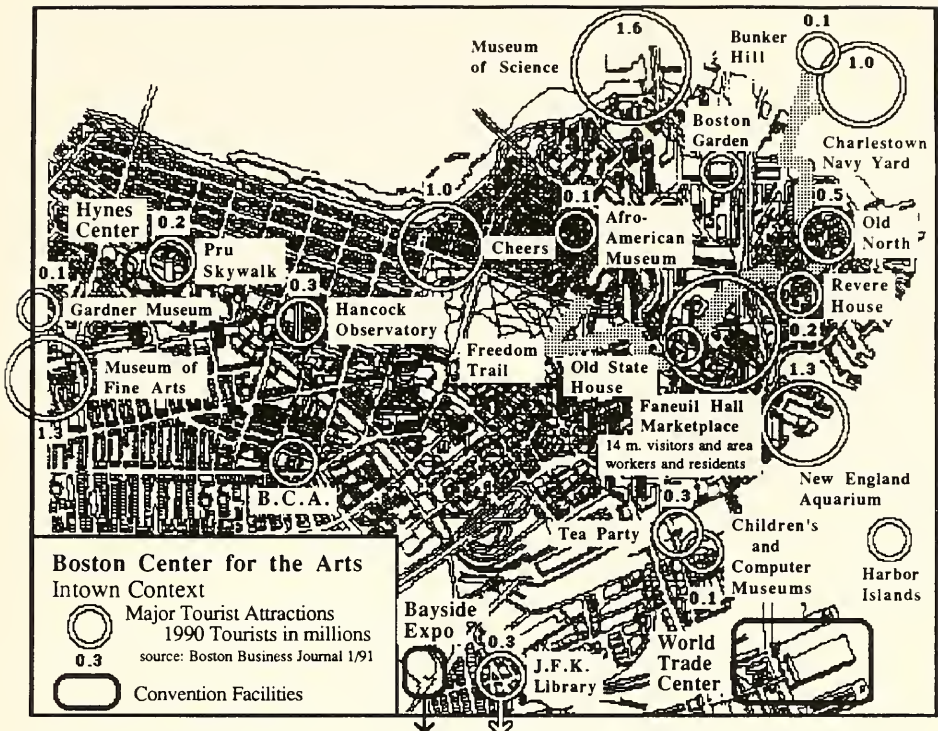 Museum
of Science
1.6
Bunker
Hill
0.1
1.0
Boston
Garden
Charlestown
Navy Yard
Hynes
Center
0.2
Pru
Skywalk
1.0
Cheers
0.1
Afro-
American
Museum
0.5
Old
North
0.1
Gardner Museum
0.3
Hancock
Observatory
Revere
House
0.2
Museum of
Fine Arts
Freedom
Trail
Old State
House
1.3
Faneuil Hall
Marketplace
14 m. visitors and area
workers and residents
B.C.A.
New England
Aquarium
0.3
Tea Party
Children's
and
Computer
Museums
0.1
Harbor
Islands
Boston Center for the Arts
Intown Context
Major Tourist Attractions
1990 Tourists in millions
0.3
source: Boston Business Journal 1/91
Convention Facilities
Bayside
Expo
0.3
J.F.K.
Library
World
Trade
Center